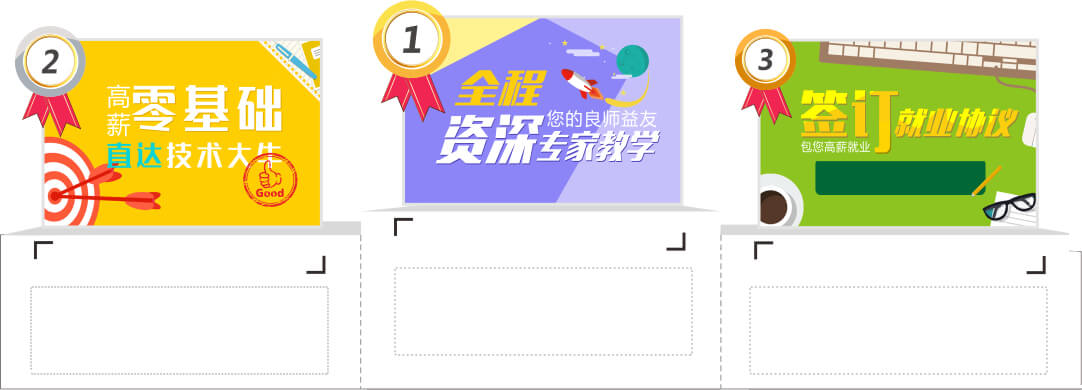 2
高薪 零基础
直达技术大牛
Good
1
全程
您的良师益友
资深专家教学
3
签订就业协议
包您高薪就业